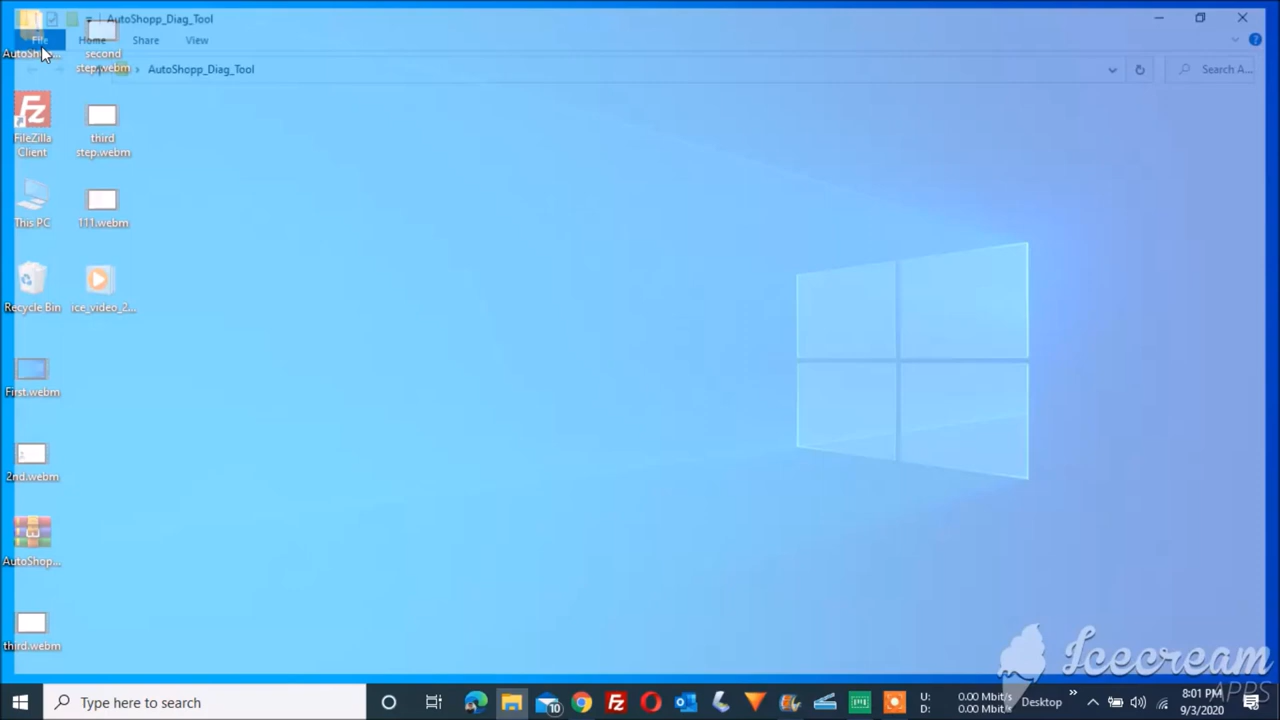 AutoShopp_Diag_Tool
File Home Share View
AutoShopp_Diag_Tool
Search A...
AutoSho...
second
step.webm
FileZilla
Client
third
step.webm
This PC
111.webm
Recycle Bin
ice_video_2...
First.webm
2nd.webm
AutoShop...
third.webm
Icecream
APPS
Type here to search
10
U: 0.00 Mbit/s
D: 0.00 Mbit/s
Desktop
8:01 PM
9/3/2020